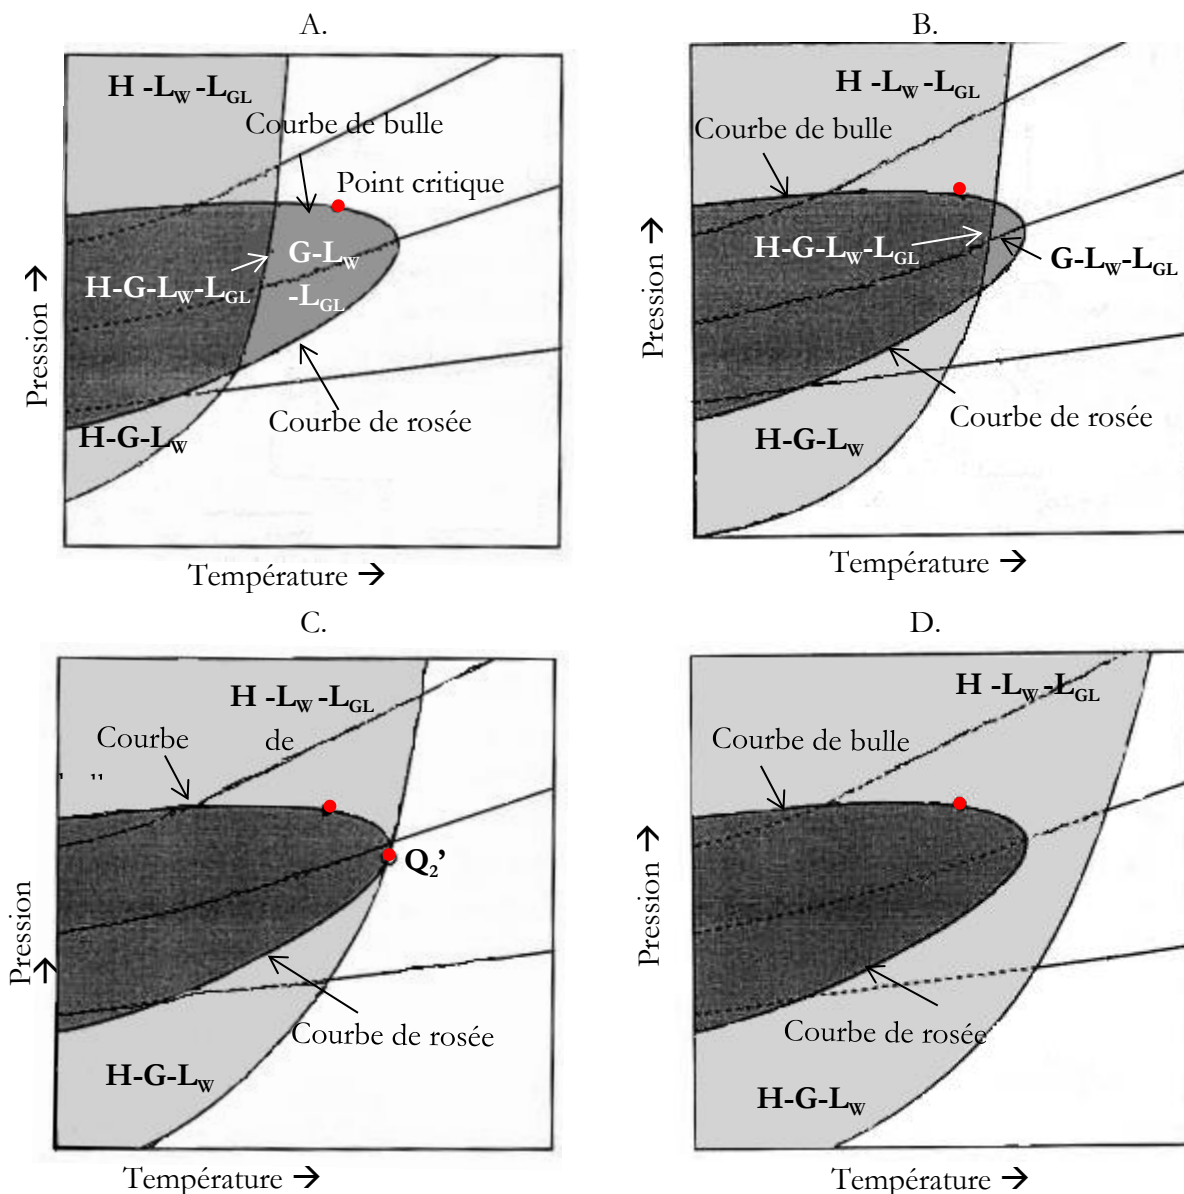 A.
H -LW -LGL
Courbe de bulle
Point critique
G-LW
-LGL
H-G-LW-LGL
Courbe de rosée
H-G-LW
Pression →
Température →
B.
H -LW -LGL
Courbe de bulle
H-G-LW-LGL
G-LW-LGL
Courbe de rosée
H-G-LW
Pression →
Température →
C.
H -LW -LGL
Courbe de
Q2’
Courbe de rosée
H-G-LW
Pression →
Température →
D.
H -LW -LGL
Courbe de bulle
Courbe de rosée
H-G-LW
Pression →
Température →